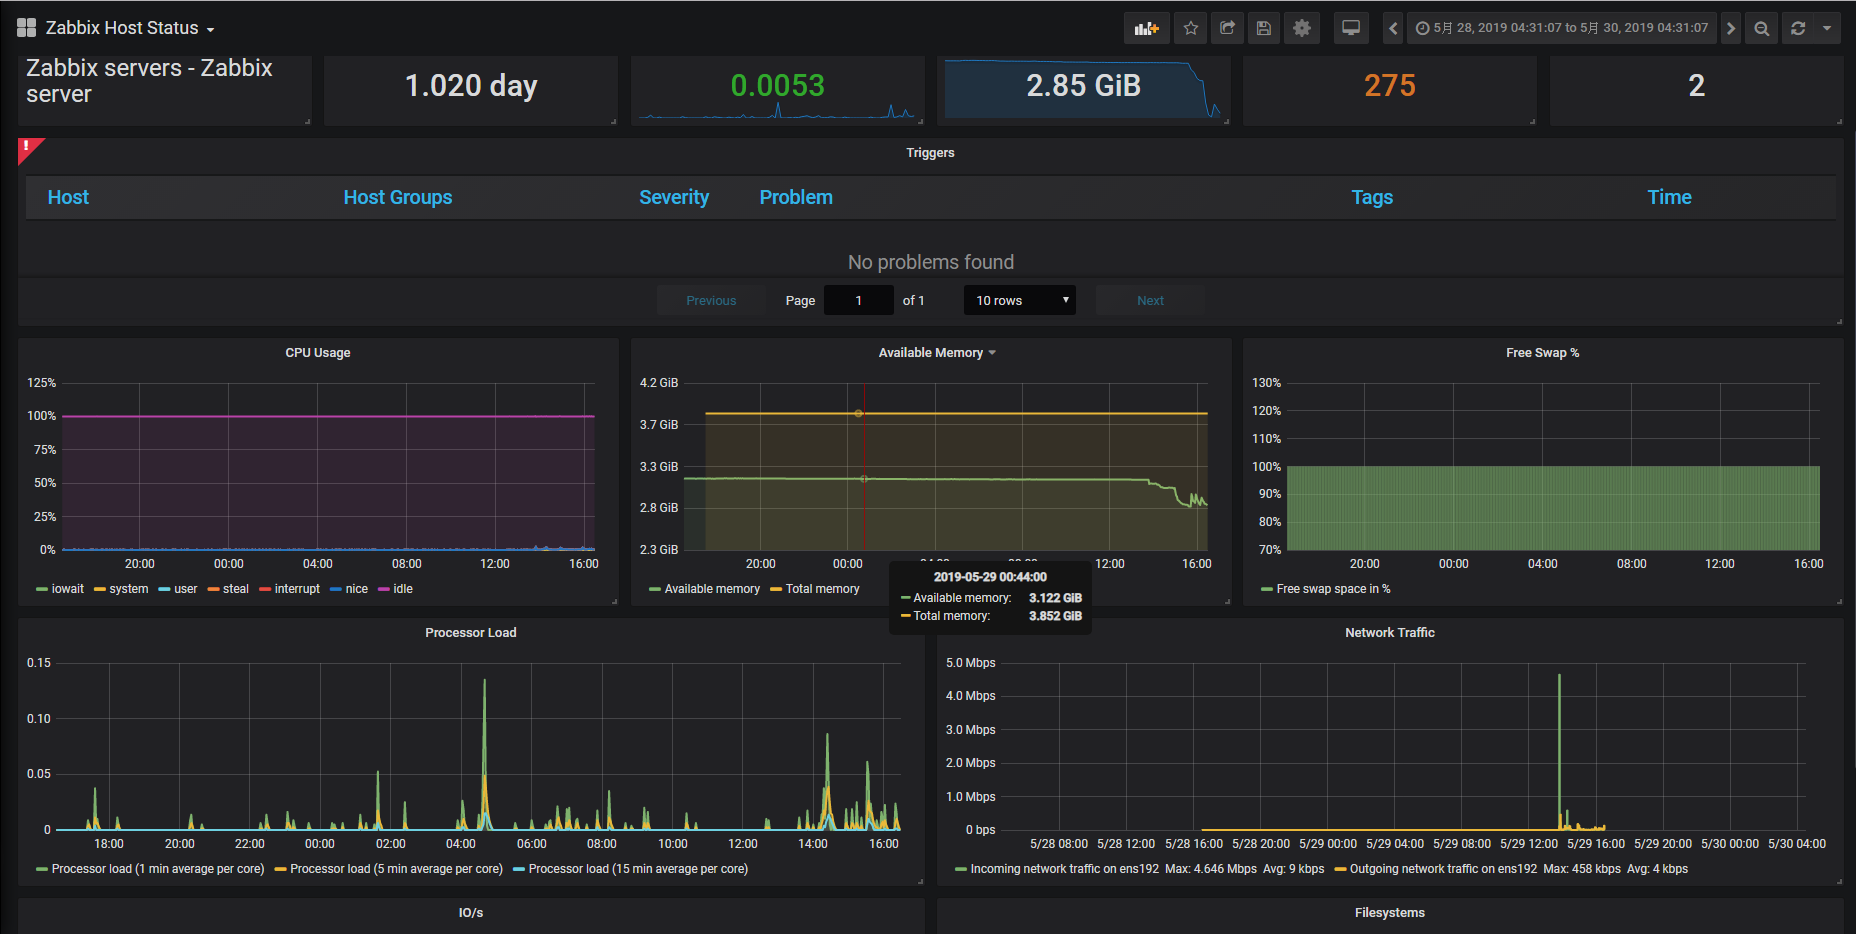 Zabbix Host Status
5月 28, 2019 04:31:07 to 5月 30, 2019 04:31:07
Zabbix servers - Zabbix
server
1.020 day
0.0053
2.85 GiB
275
2
!
Triggers
Host Host Groups Severity Problem Tags Time
No problems found
Previous Page 1 of 1 10 rows Next
CPU Usage
125%
100%
75%
50%
25%
0%
20:00 00:00 04:00 08:00 12:00 16:00
iowait system user steal interrupt nice idle
Available Memory
4.2 GiB
3.7 GiB
3.3 GiB
2.8 GiB
2.3 GiB
20:00 00:00 04:00 08:00 12:00 16:00
Available memory Total memory
2019-05-29 00:44:00
Available memory: 3.122 GiB
Total memory: 3.852 GiB
Free Swap %
130%
120%
110%
100%
90%
80%
70%
20:00 00:00 04:00 08:00 12:00 16:00
Free swap space in %
Processor Load
0.15
0.10
0.05
0
18:00 20:00 22:00 00:00 02:00 04:00 06:00 08:00 10:00 12:00 14:00 16:00
Processor load (1 min average per core) Processor load (5 min average per core) Processor load (15 min average per core)
Network Traffic
5.0 Mbps
4.0 Mbps
3.0 Mbps
2.0 Mbps
1.0 Mbps
0 bps
5/28 08:00 5/28 12:00 5/28 16:00 5/28 20:00 5/29 00:00 5/29 04:00 5/29 08:00 5/29 12:00 5/29 16:00 5/29 20:00 5/30 00:00 5/30 04:00
Incoming network traffic on ens192 Max: 4.646 Mbps Avg: 9 kbps Outgoing network traffic on ens192 Max: 458 kbps Avg: 4 kbps
IO/s
Filesystems